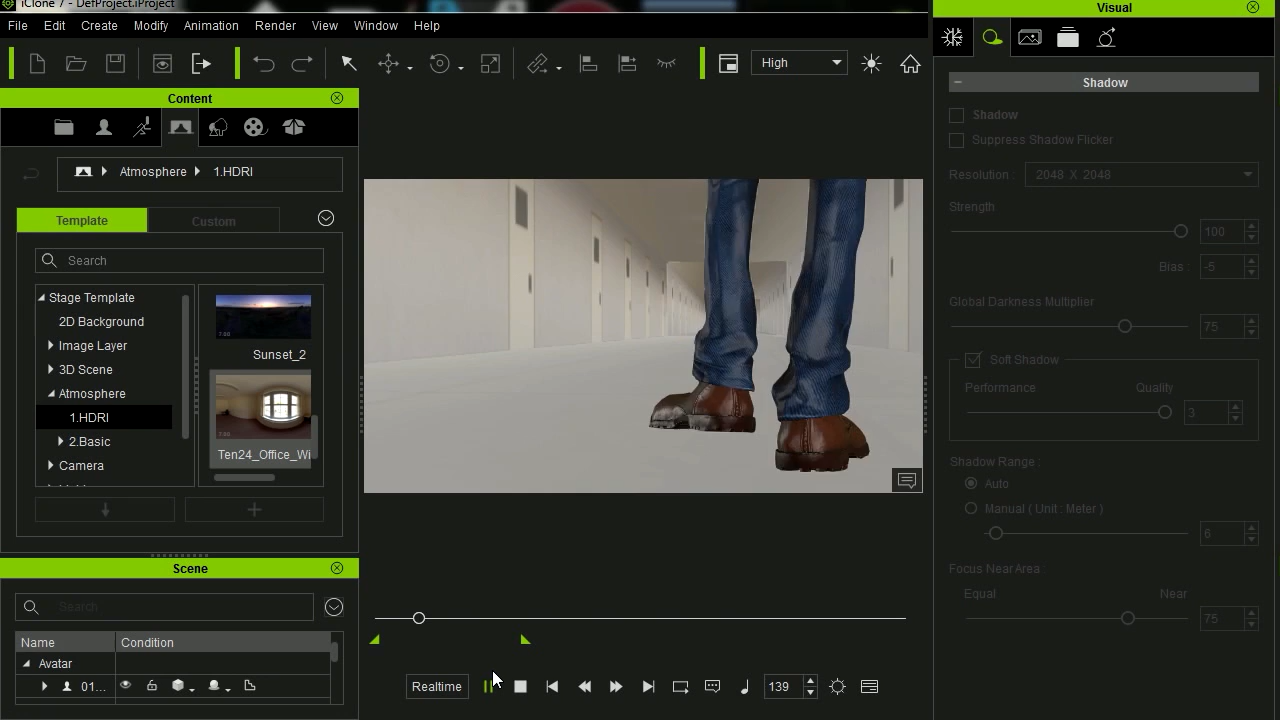 iClone 7 - DefProject.iProject
Visual
File Edit Create Modify Animation Render View Window Help
High
Content
Shadow
Shadow
Suppress Shadow Flicker
Atmosphere 1.HDRI
Resolution : 2048 X 2048
Template Custom
Strength
100
Search
Bias : -5
Stage Template
2D Background
Image Layer
3D Scene
Atmosphere
1.HDRI
2.Basic
Camera
Sunset_2
Ten24_Office_Wi
Global Darkness Multiplier
75
Soft Shadow
Performance Quality
3
Shadow Range :
Auto
Manual ( Unit : Meter )
6
Focus Near Area :
Equal Near
75
Scene
Search
Name Condition
Avatar
01...
Realtime 139